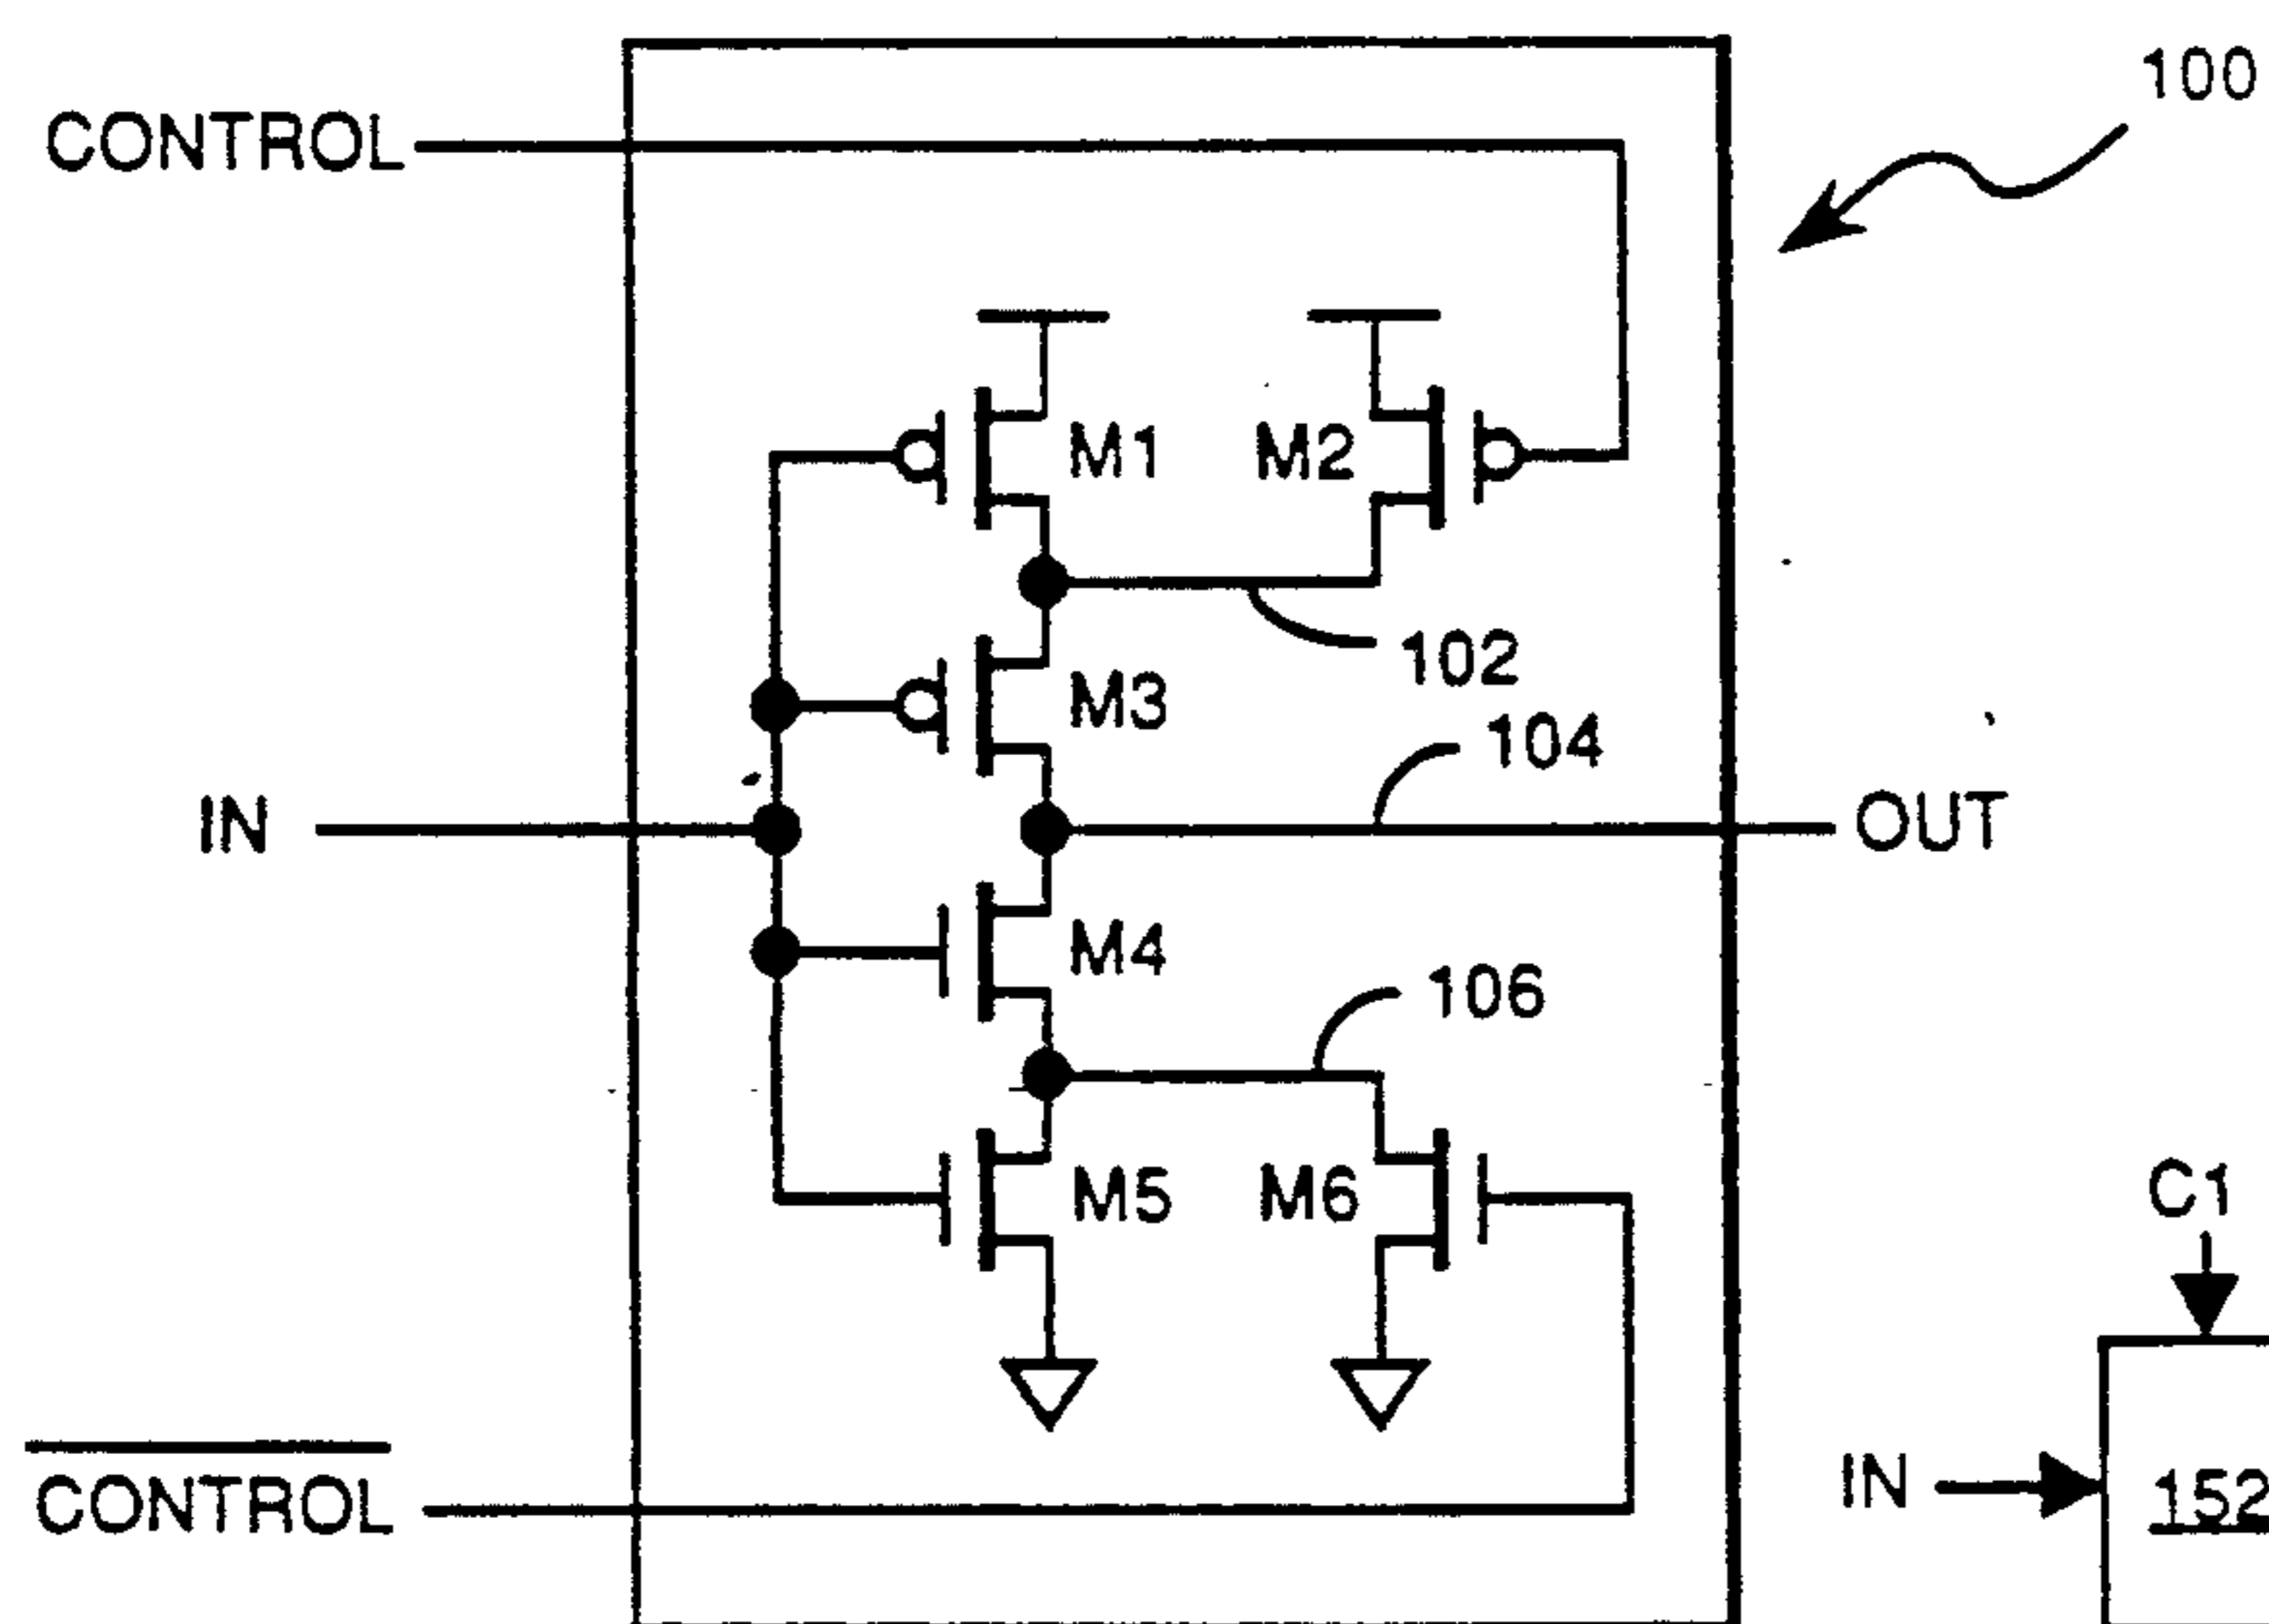 100
CONTROL
M1 M2
102
M3
104
IN OUT
M4
106
M5 M6
C1
CONTROL
IN 152